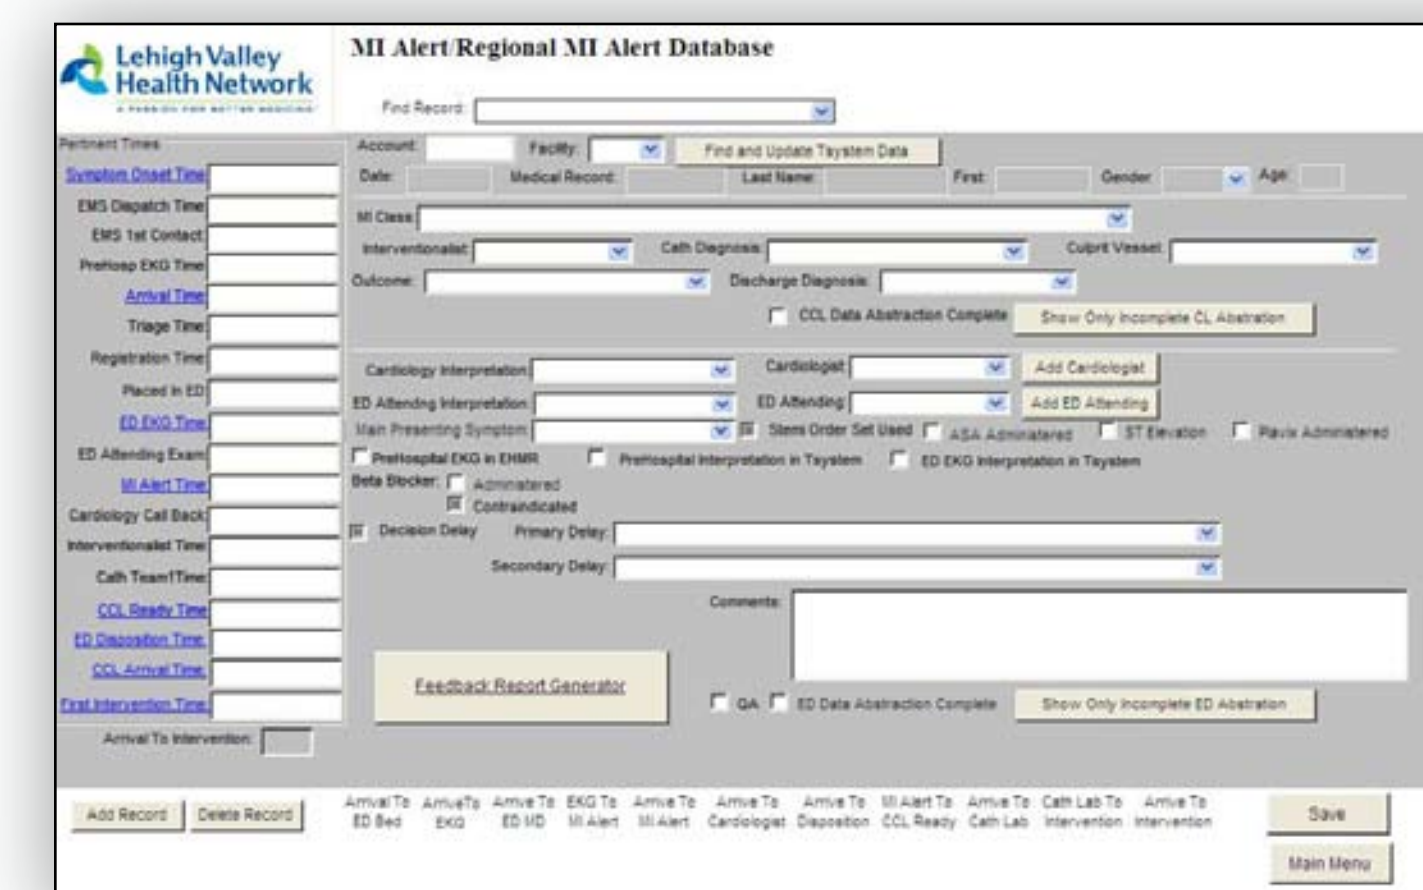 Lehigh Valley
Health Network
A PASSION FOR BETTER MEDICINE
MI Alert/Regional MI Alert Database
Find Record:
Pertinent Times
Symptom Onset Time
EMS Dispatch Time
EMS 1st Contact
PreHosp EKG Time
Arrival Time
Triage Time
Registration Time
Placed in ED
ED EKG Time
ED Attending Exam
MI Alert Time
Cardiology Call Back
Interventionalist Time
Cath Team1Time
CCL Ready Time
ED Disposition Time
CCL Arrival Time
First Intervention Time
Arrival To Intervention:
Account: Facility: Find and Update Tsystem Data
Date: Medical Record: Last Name: First: Gender: Age:
MI Class:
Interventionalist: Cath Diagnosis: Culprit Vessel:
Outcome: Discharge Diagnosis:
CCL Data Abstraction Complete Show Only Incomplete CL Abstration
Cardiology Interpretation: Cardiologist: Add Cardiologist
ED Attending Interpretation: ED Attending: Add ED Attending
Main Presenting Symptom: Stemi Order Set Used ASA Administered ST Elevation Plavix Administered
PreHospital EKG in EHMR PreHospital Interpretation in Tsystem ED EKG Interpretation in Tsystem
Beta Blocker: Administered
Contraindicated
Decision Delay Primary Delay:
Secondary Delay:
Comments:
Feedback Report Generator
QA ED Data Abstraction Complete Show Only Incomplete ED Abstration
Add Record Delete Record
Arrival To ArriveTo Arrive To EKG To Arrive To Arrive To Arrive To MI Alert To Arrive To Cath Lab To Arrive To
ED Bed EKG ED MD MI Alert MI Alert Cardiologist Disposition CCL Ready Cath Lab Intervention Intervention
Save
Main Menu